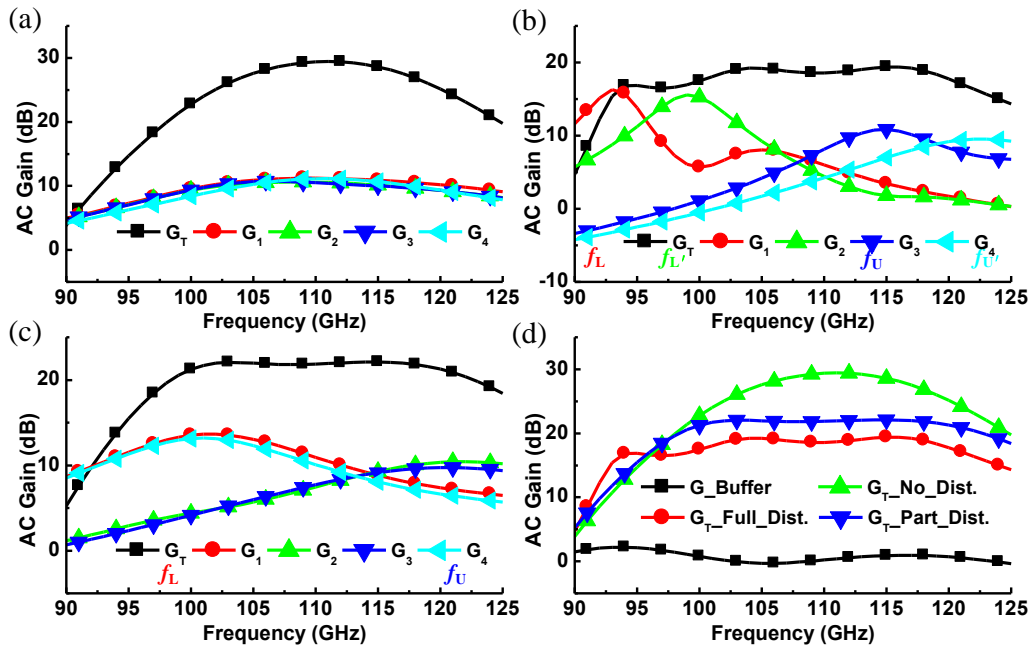 (a)
30
20
10
0
AC Gain (dB)
G_T G_1 G_2 G_3 G_4
90 95 100 105 110 115 120 125
Frequency (GHz)
(b)
20
10
0
-10
AC Gain (dB)
G_T G_1 G_2 G_3 G_4
f_L f_L' f_U f_U'
90 95 100 105 110 115 120 125
Frequency (GHz)
(c)
20
10
0
AC Gain (dB)
G_T G_1 G_2 G_3 G_4
f_L f_U
90 95 100 105 110 115 120 125
Frequency (GHz)
(d)
30
20
10
0
AC Gain (dB)
G_Buffer G_T_No_Dist.
G_T_Full_Dist. G_T_Part_Dist.
90 95 100 105 110 115 120 125
Frequency (GHz)